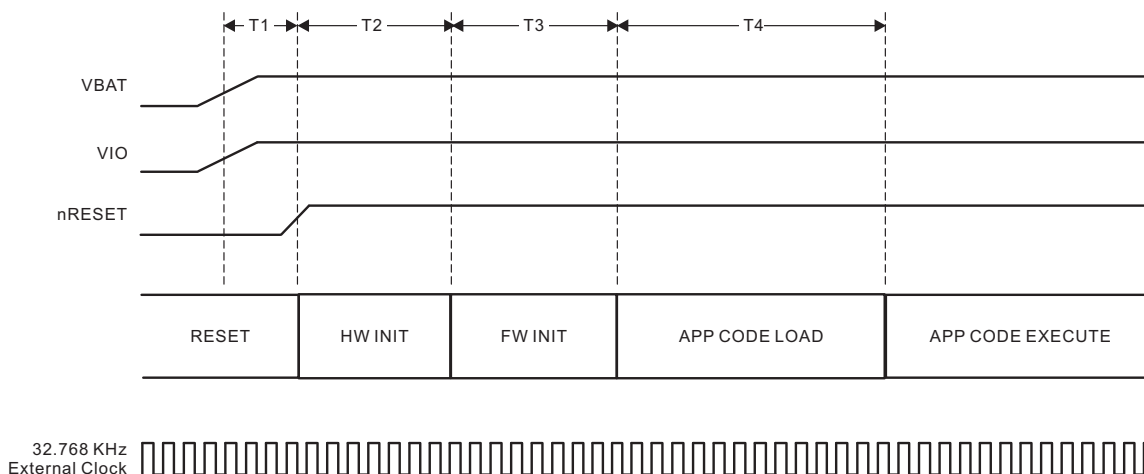 T1
T2
T3
T4
VBAT
VIO
nRESET
RESET
HW INIT
FW INIT
APP CODE LOAD
APP CODE EXECUTE
32.768 KHz
External Clock